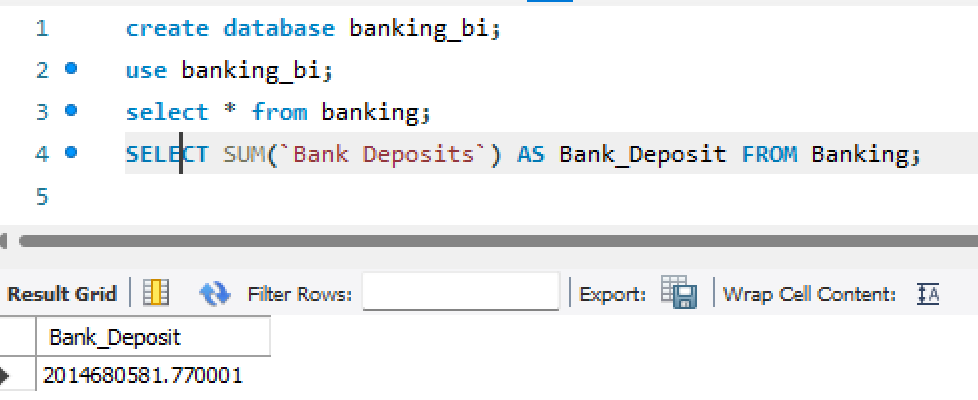 1 create database banking_bi;
2 use banking_bi;
3 select * from banking;
4 SELECT SUM(`Bank Deposits`) AS Bank_Deposit FROM Banking;
5
Result Grid Filter Rows: Export: Wrap Cell Content: IA
Bank_Deposit
2014680581.770001